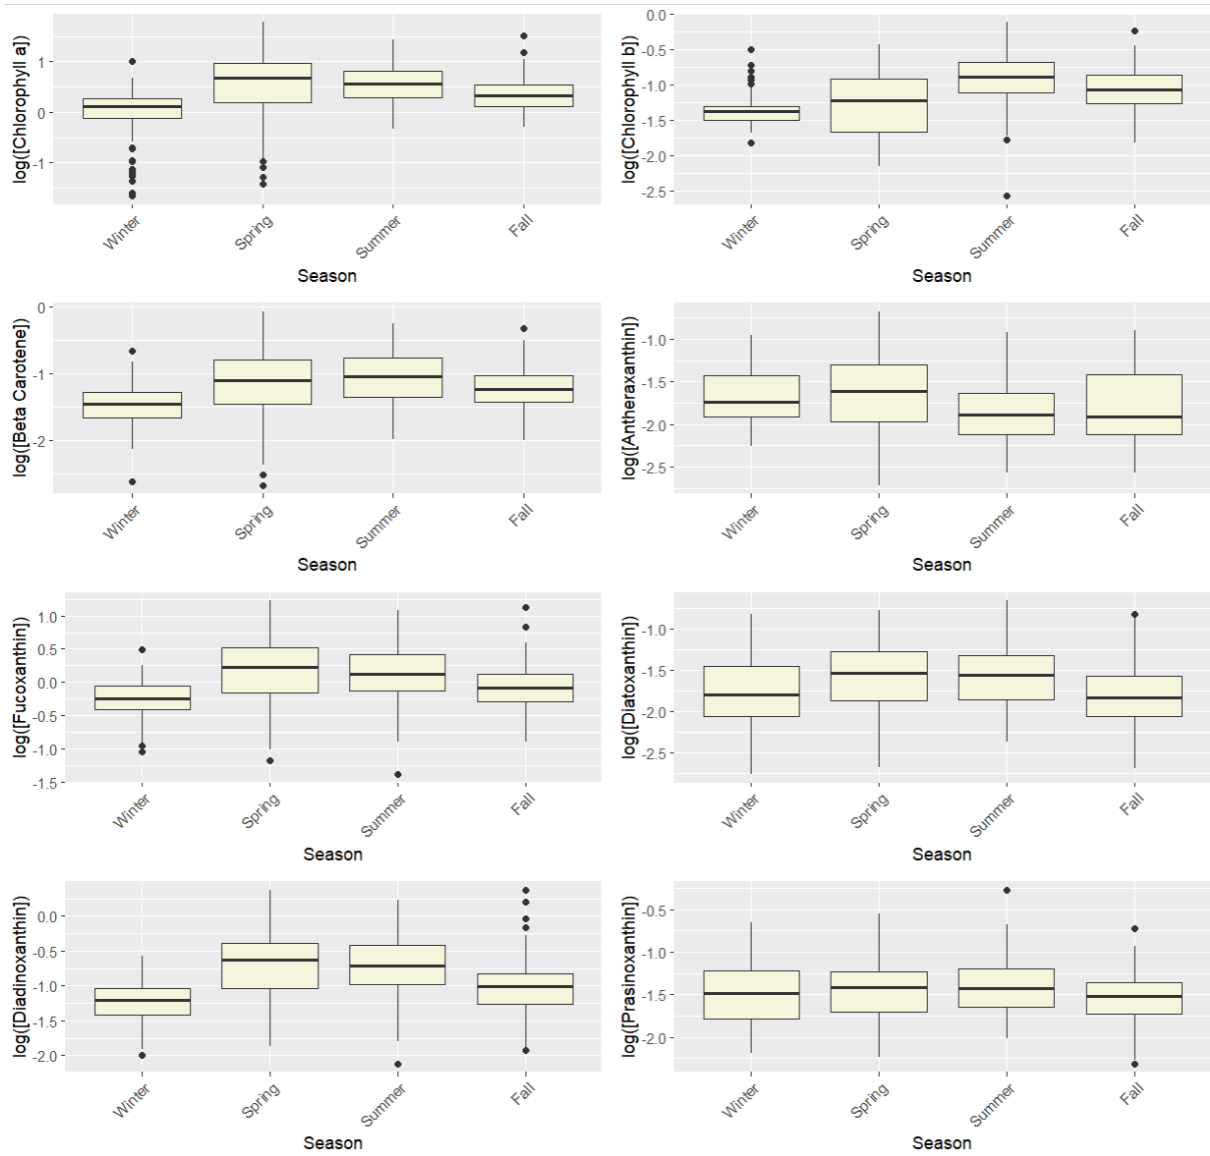 log([Chlorophyll a])
1
0
-1
Winter
Spring
Summer
Fall
Season
log([Chlorophyll b])
0.0
-0.5
-1.0
-1.5
-2.0
-2.5
Winter
Spring
Summer
Fall
Season
log([Beta Carotene])
0
-1
-2
Winter
Spring
Summer
Fall
Season
log([Antheraxanthin])
-1.0
-1.5
-2.0
-2.5
Winter
Spring
Summer
Fall
Season
log([Fucoxanthin])
1.0
0.5
0.0
-0.5
-1.0
-1.5
Winter
Spring
Summer
Fall
Season
log([Diatoxanthin])
-1.0
-1.5
-2.0
-2.5
Winter
Spring
Summer
Fall
Season
log([Diadinoxanthin])
0.0
-0.5
-1.0
-1.5
-2.0
Winter
Spring
Summer
Fall
Season
log([Prasinoxanthin])
-0.5
-1.0
-1.5
-2.0
Winter
Spring
Summer
Fall
Season